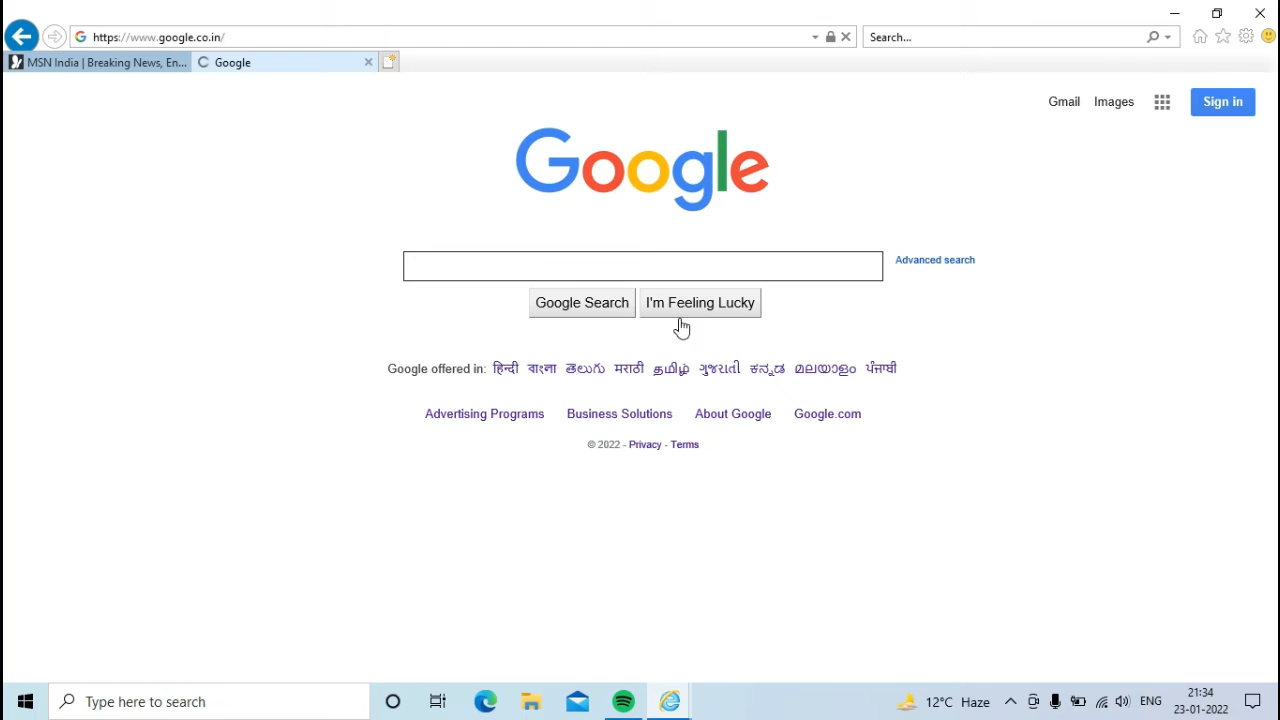 https://www.google.co.in/
Search...
MSN India | Breaking News, En...
Google
Gmail Images Sign in
Google
Advanced search
Google Search I'm Feeling Lucky
Google offered in: हिन्दी বাংলা తెలుగు मराठी தமிழ் ગુજરાતી ಕನ್ನಡ മലയാളം ਪੰਜਾਬੀ
Advertising Programs Business Solutions About Google Google.com
© 2022 - Privacy - Terms
Type here to search
12°C Haze
ENG
21:34
23-01-2022